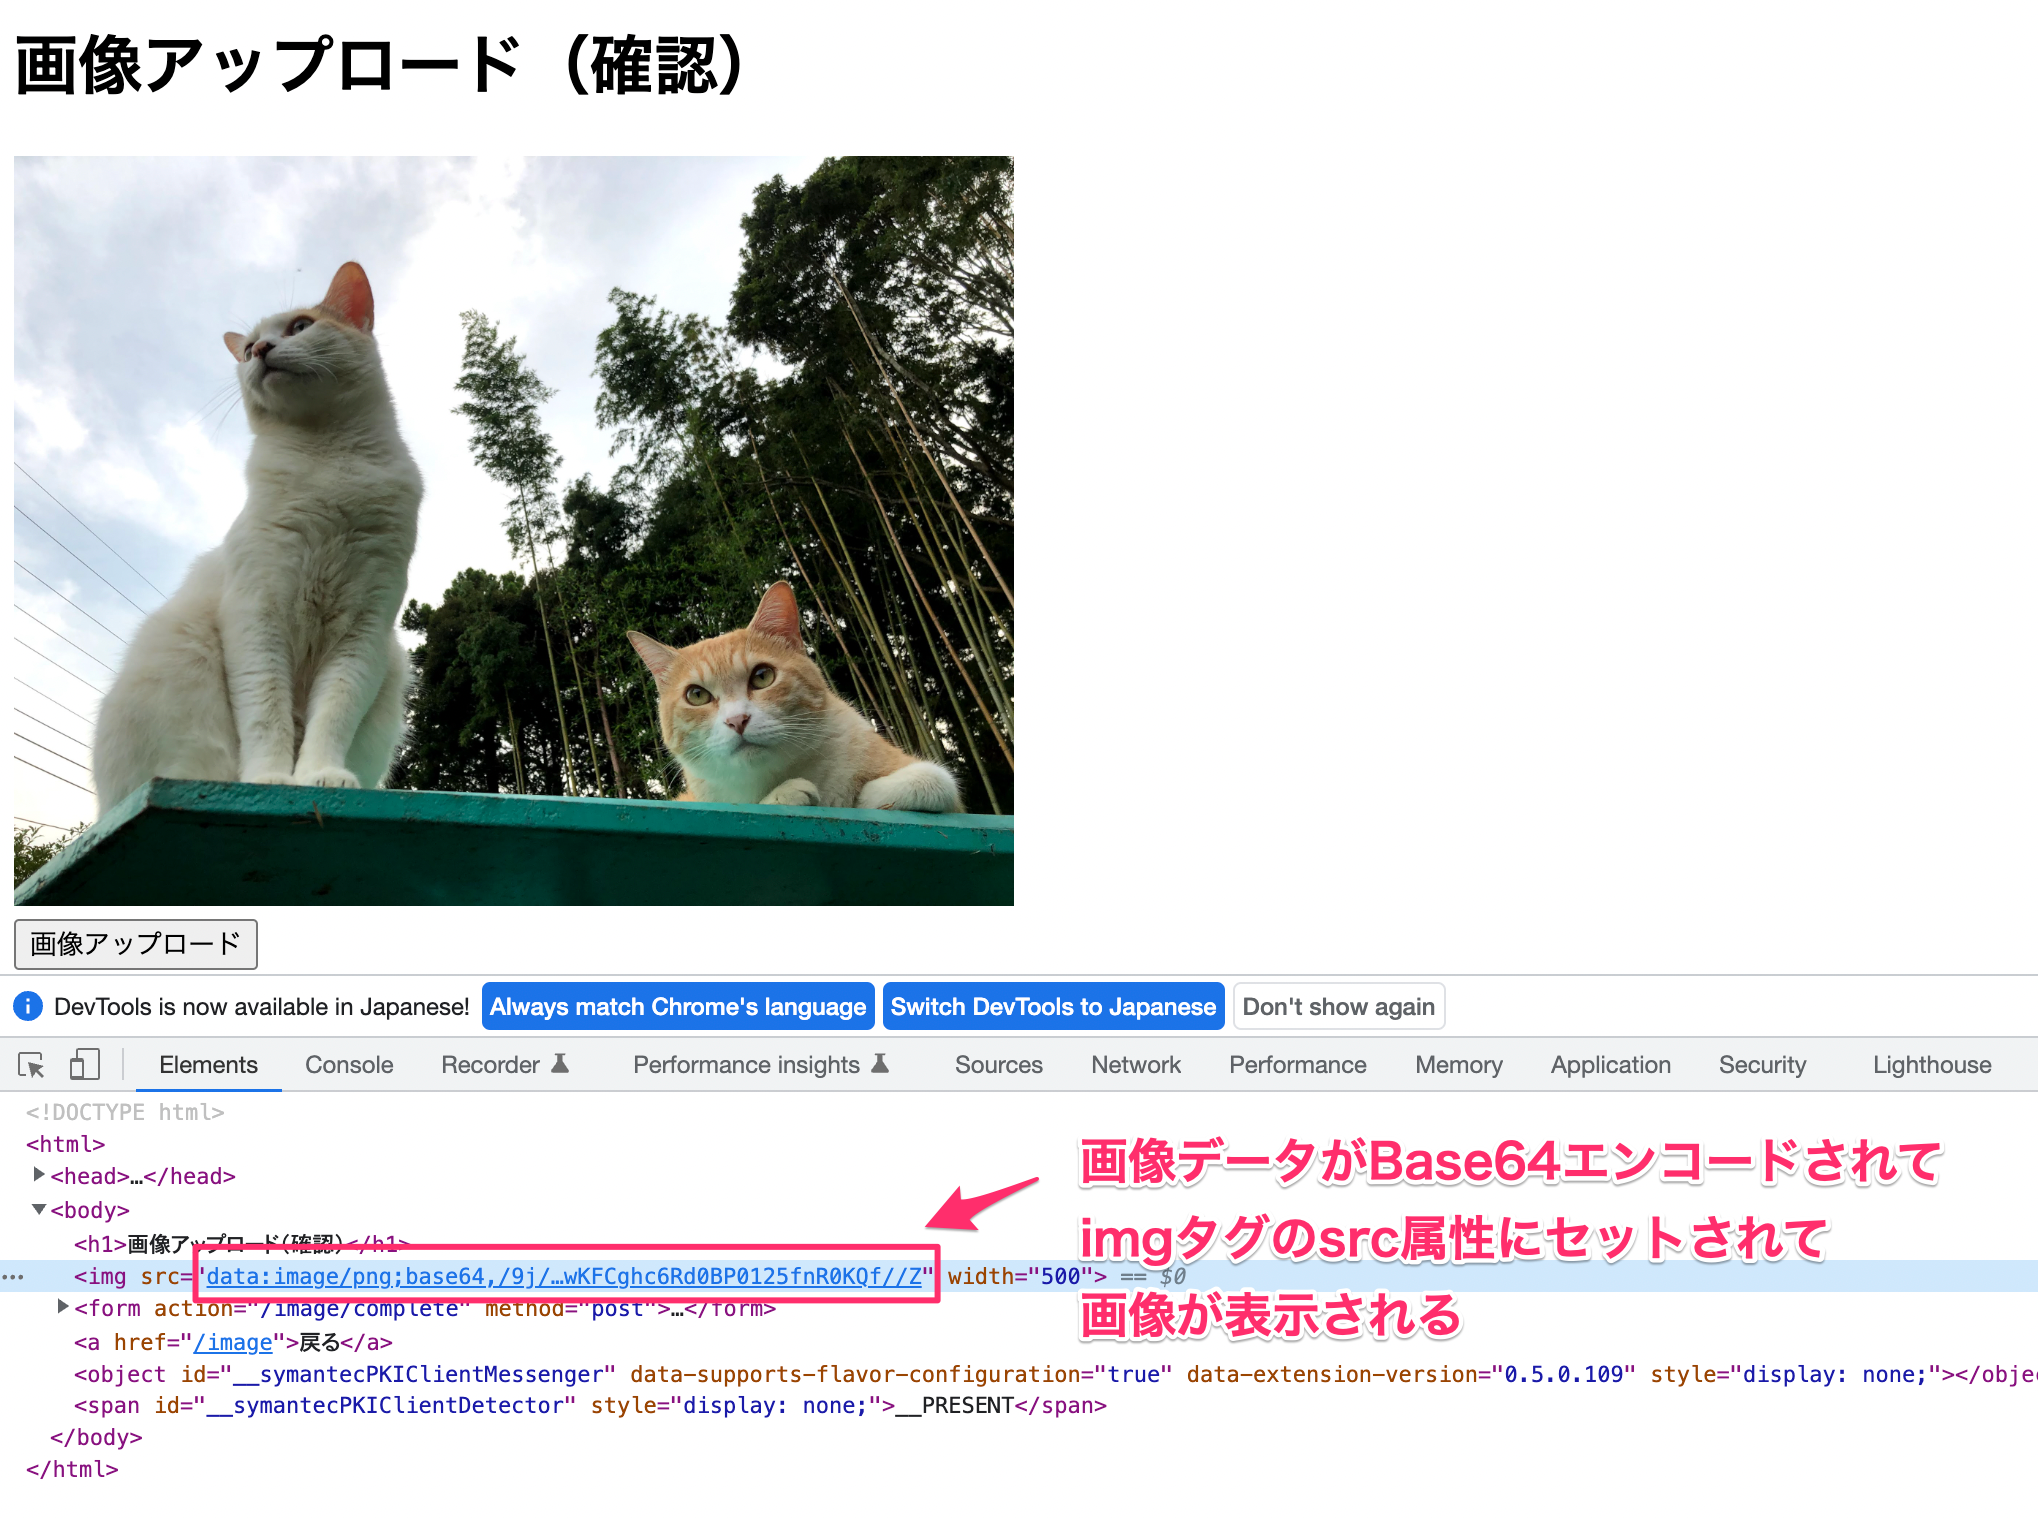 画像アップロード（確認）
画像アップロード
DevTools is now available in Japanese! Always match Chrome's language Switch DevTools to Japanese Don't show again
Elements Console Recorder Performance insights Sources Network Performance Memory Application Security Lighthouse
<!DOCTYPE html>
<html>
<head>…</head>
<body>
<h1>画像アップロード（確認）</h1>
<img src="data:image/png;base64,/9j/…wKFCghc6Rd0BP0125fnR0KQf//Z" width="500"> == $0
<form action="/image/complete" method="post">…</form>
<a href="/image">戻る</a>
<object id="__symantecPKIClientMessenger" data-supports-flavor-configuration="true" data-extension-version="0.5.0.109" style="display: none;"></obje
<span id="__symantecPKIClientDetector" style="display: none;">__PRESENT</span>
</body>
</html>
画像データがBase64エンコードされて
imgタグのsrc属性にセットされて
画像が表示される